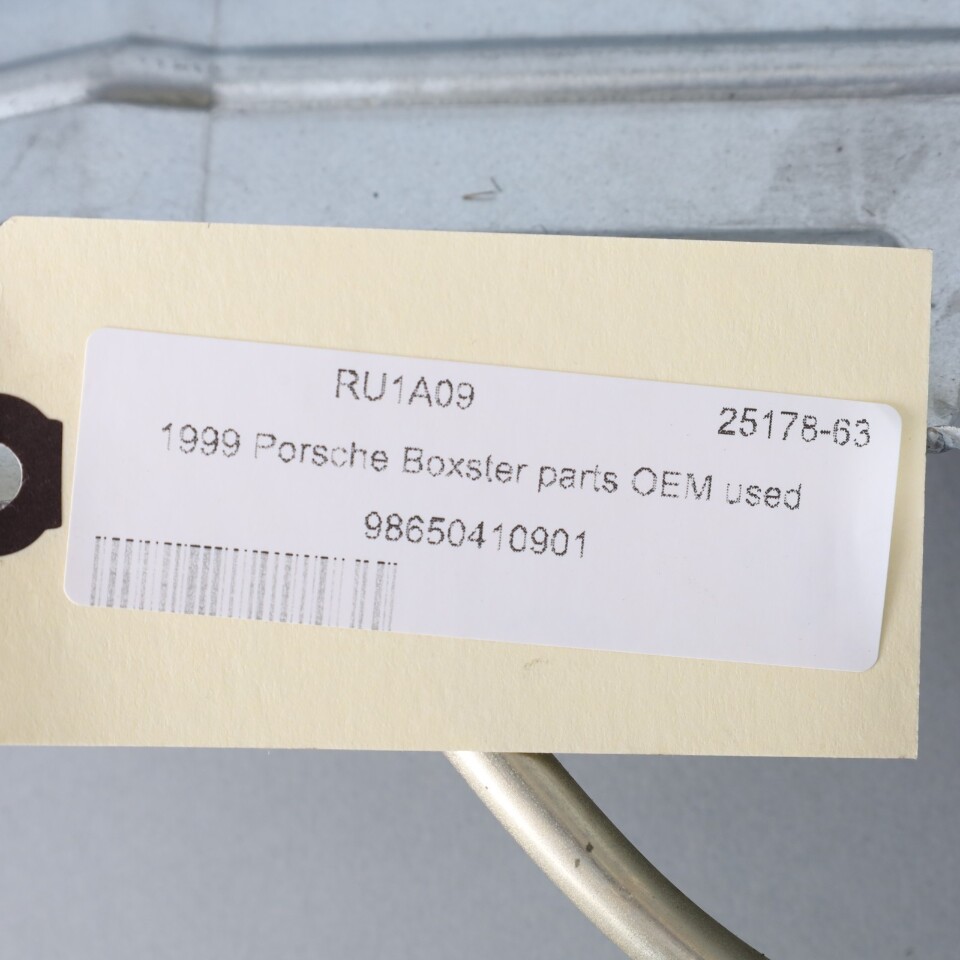 RU1A09
25178-63
1999 Porsche Boxster parts OEM used
98650410901